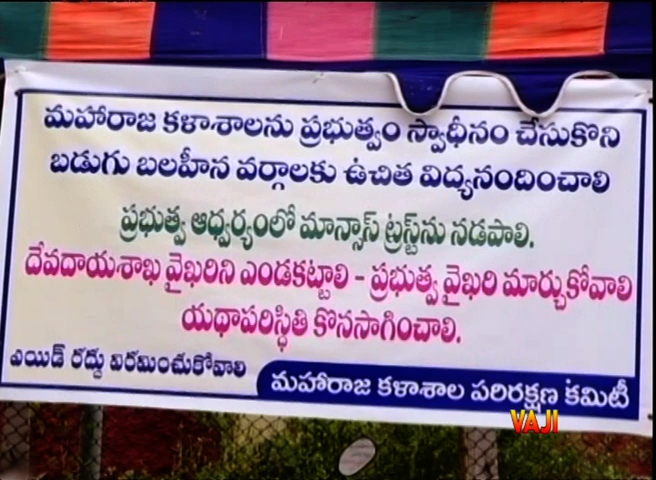 మహారాజ కళాశాలను ప్రభుత్వం స్వాధీనం చేసుకొని
బడుగు బలహీన వర్గాలకు ఉచిత విద్యనందించాలి
ప్రభుత్వ ఆధ్వర్యంలో మాన్సాస్ ట్రస్ట్‌ను నడపాలి.
దేవదాయశాఖ వైఖరిని ఎండకట్టాలి - ప్రభుత్వ వైఖరి మార్చుకోవాలి
యథాపరిస్థితి కొనసాగించాలి.
ఎయిడ్ రద్దు విరమించుకోవాలి
మహారాజ కళాశాల పరిరక్షణ కమిటీ
VAJI